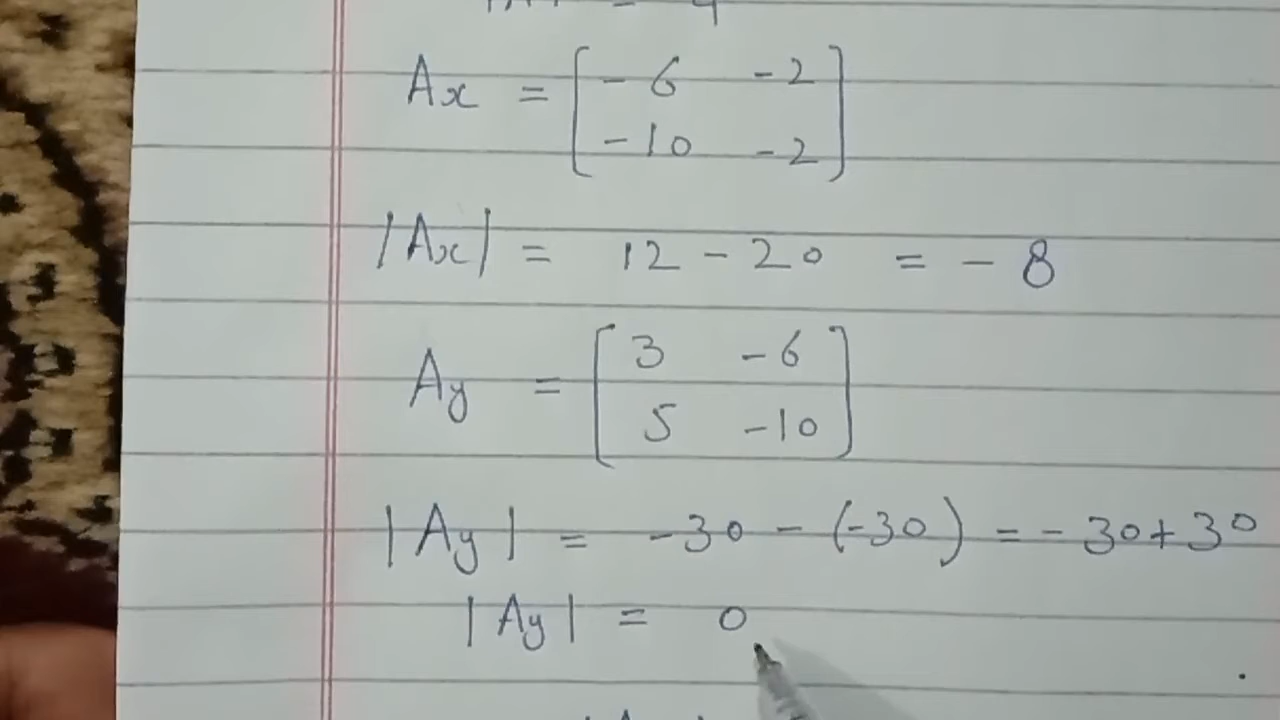 = 4
Ax = [ -6 -2
-10 -2 ]
|Ax| = 12 - 20 = - 8
Ay = [ 3 -6
5 -10 ]
|Ay| = -30 - (-30) = - 30 + 30
|Ay| = 0